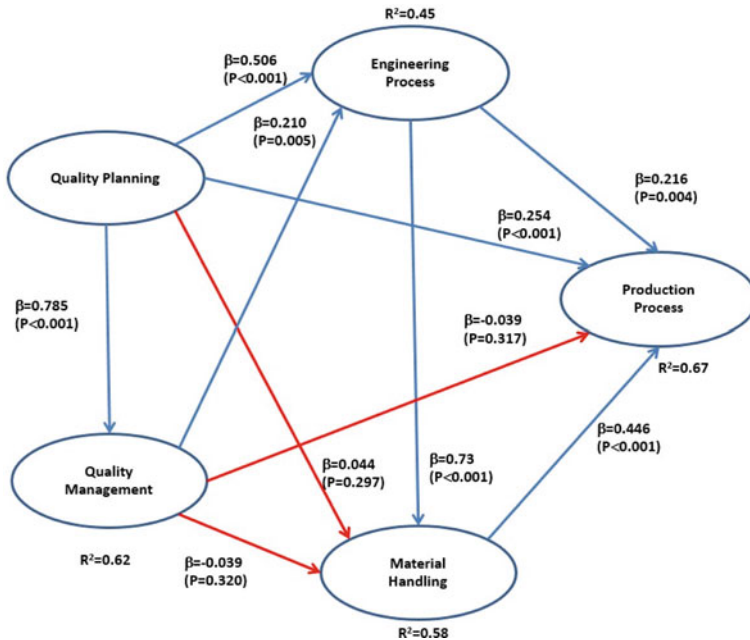 R²=0.45
Engineering
Process
β=0.506
(P<0.001)
β=0.210
(P=0.005)
Quality Planning
β=0.216
(P=0.004)
β=0.254
(P<0.001)
Production
Process
β=0.785
(P<0.001)
β=-0.039
(P=0.317)
R²=0.67
β=0.446
(P<0.001)
Quality
Management
β=0.044
(P=0.297)
β=0.73
(P<0.001)
R²=0.62
β=-0.039
(P=0.320)
Material
Handling
R²=0.58